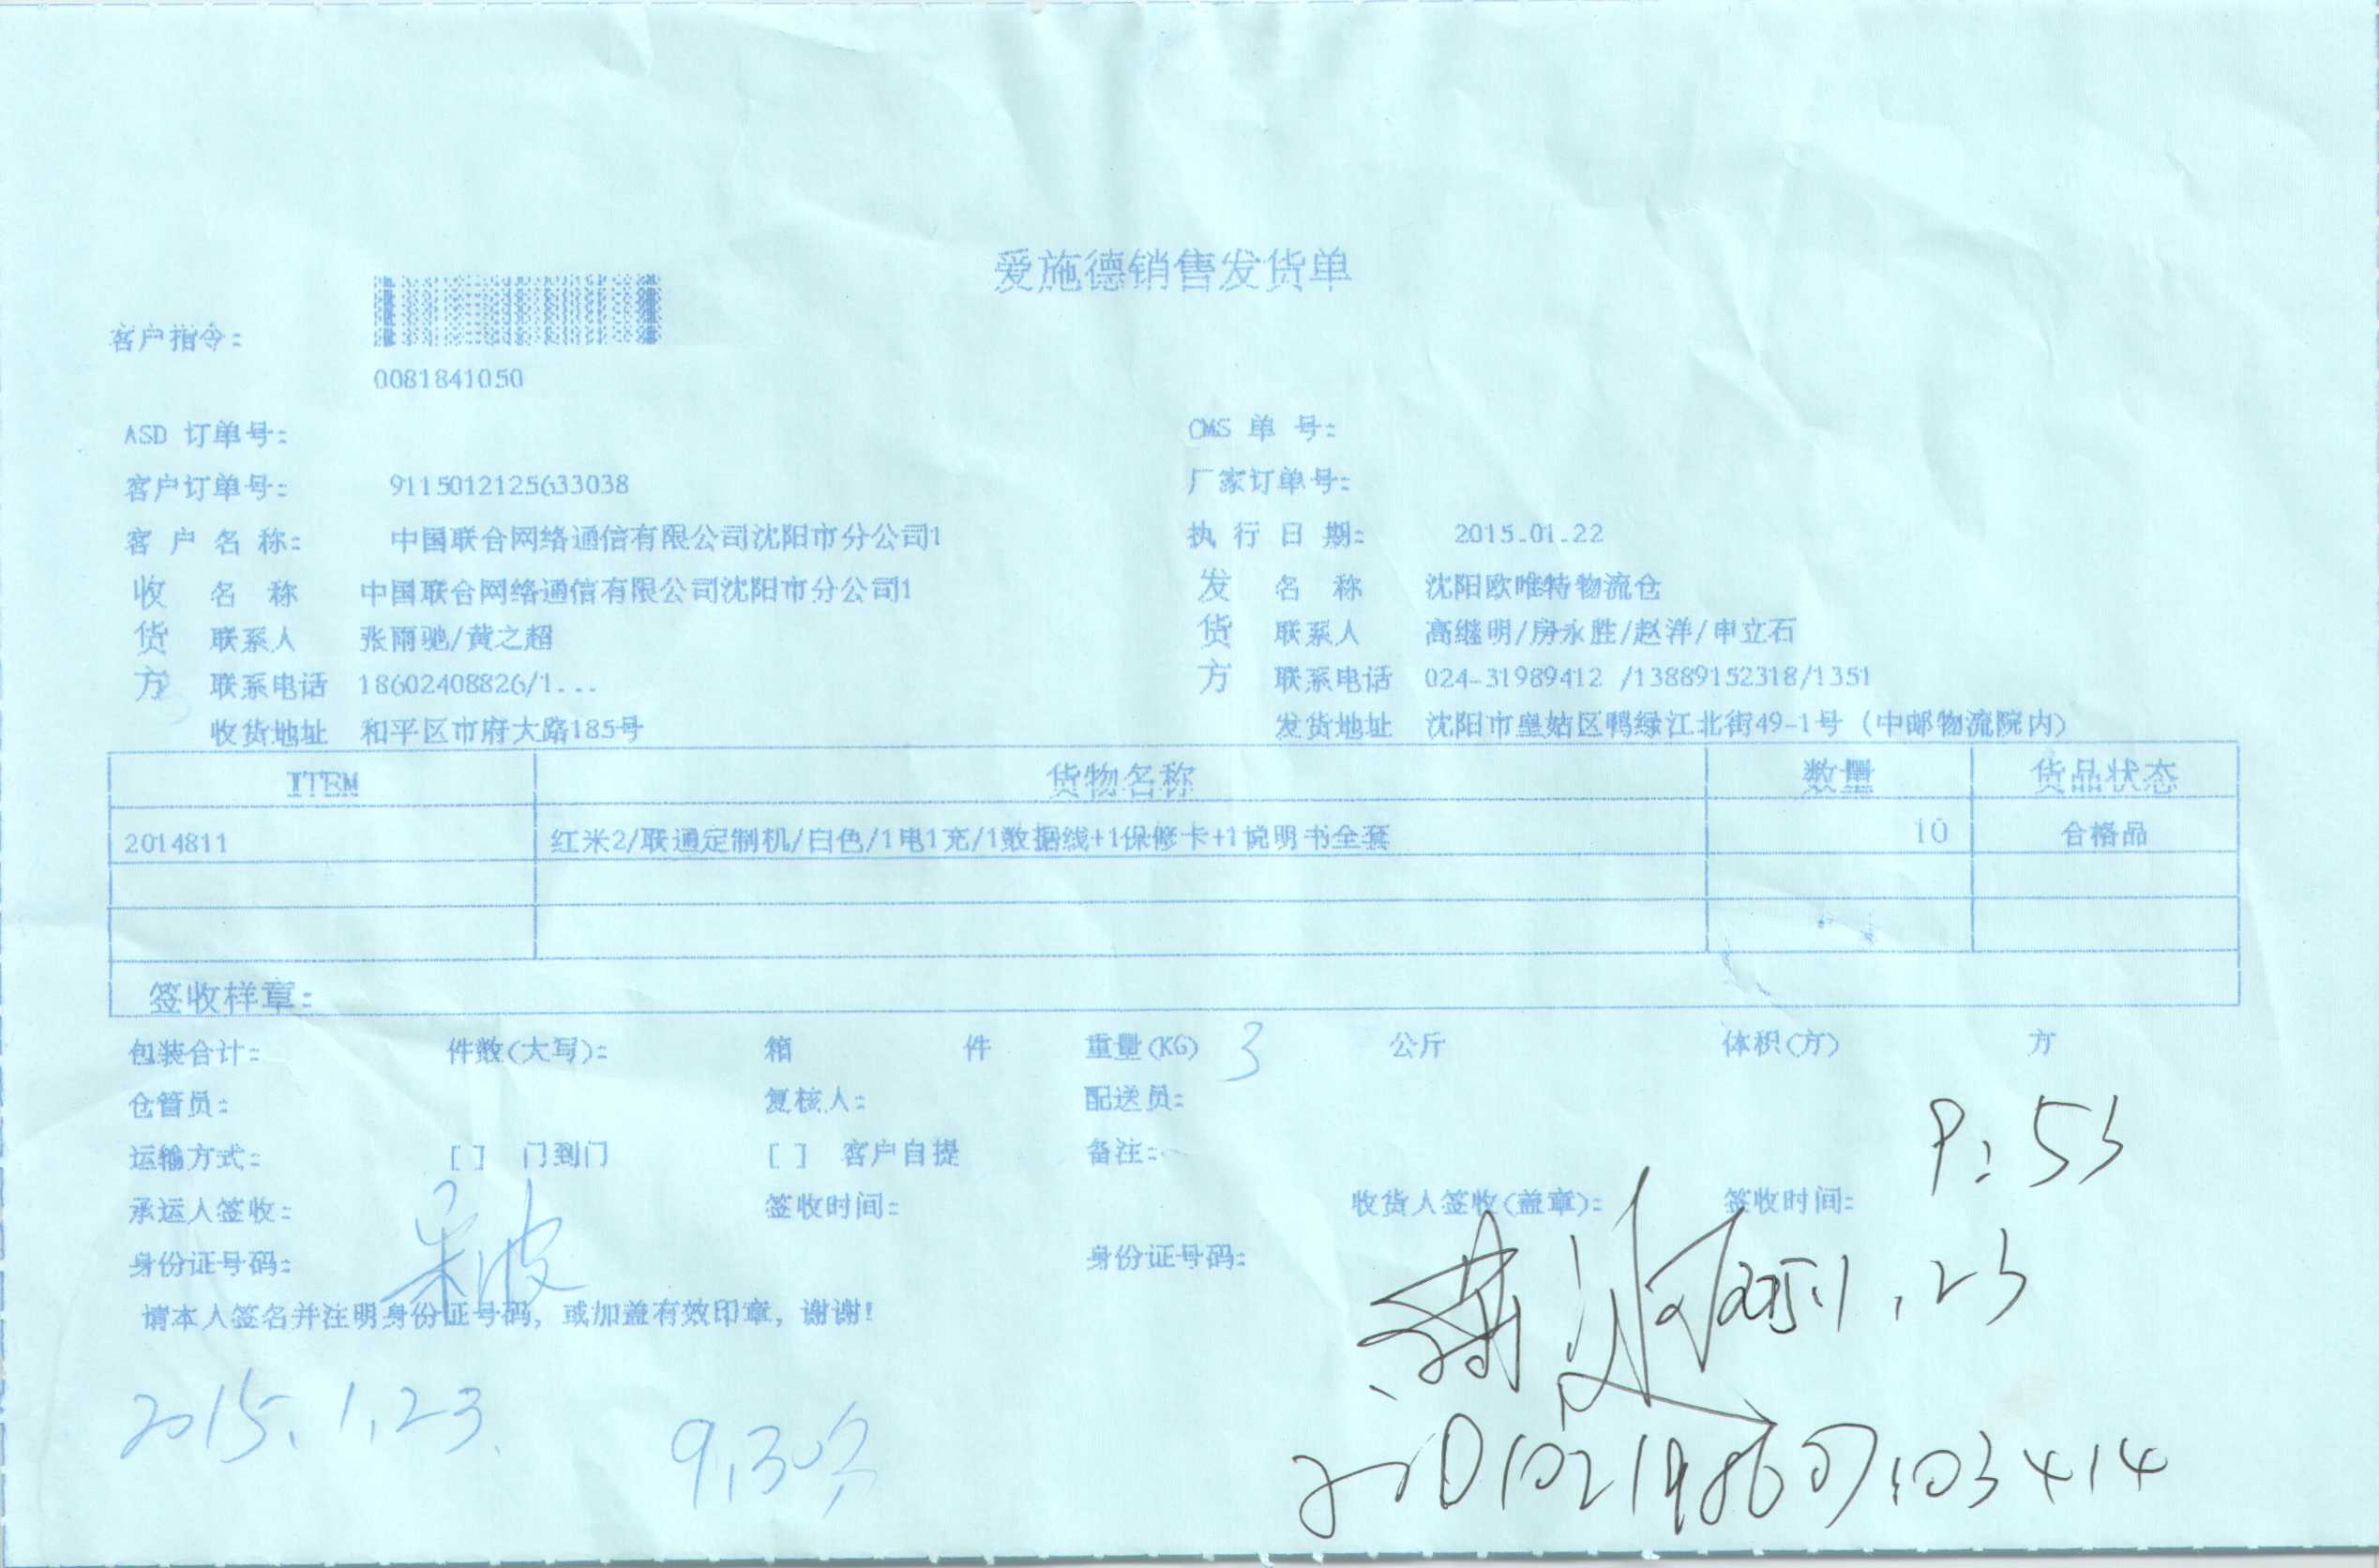 爱施德销售发货单
客户指令:
0081841050
ASD 订单号: CMS 单 号:
客户订单号: 9115012125633038 厂家订单号:
客 户 名 称: 中国联合网络通信有限公司沈阳市分公司1 执 行 日 期: 2015.01.22
收 名 称 中国联合网络通信有限公司沈阳市分公司1 发 名 称 沈阳欧唯特物流仓
货 联系人 张雨驰/黄之超 货 联系人 高继明/房永胜/赵洋/申立石
方 联系电话 18602408826/1... 方 联系电话 024-31989412 /13889152318/1351
收货地址 和平区市府大路185号 发货地址 沈阳市皇姑区鸭绿江北街49-1号 (中邮物流院内)
ITEM 货物名称 数量 货品状态
2014811 红米2/联通定制机/白色/1电1充/1数据线+1保修卡+1说明书全套 10 合格品
签收样章:
包装合计: 件数(大写): 箱 件 重量(KG) 3 公斤 体积(方) 方
仓管员: 复核人: 配送员:
运输方式: [ ] 门到门 [ ] 客户自提 备注:
承运人签收: 签收时间: 收货人签收(盖章): 签收时间:
身份证号码: 身份证号码:
请本人签名并注明身份证号码, 或加盖有效印章, 谢谢!
2015.1.23. 9.30